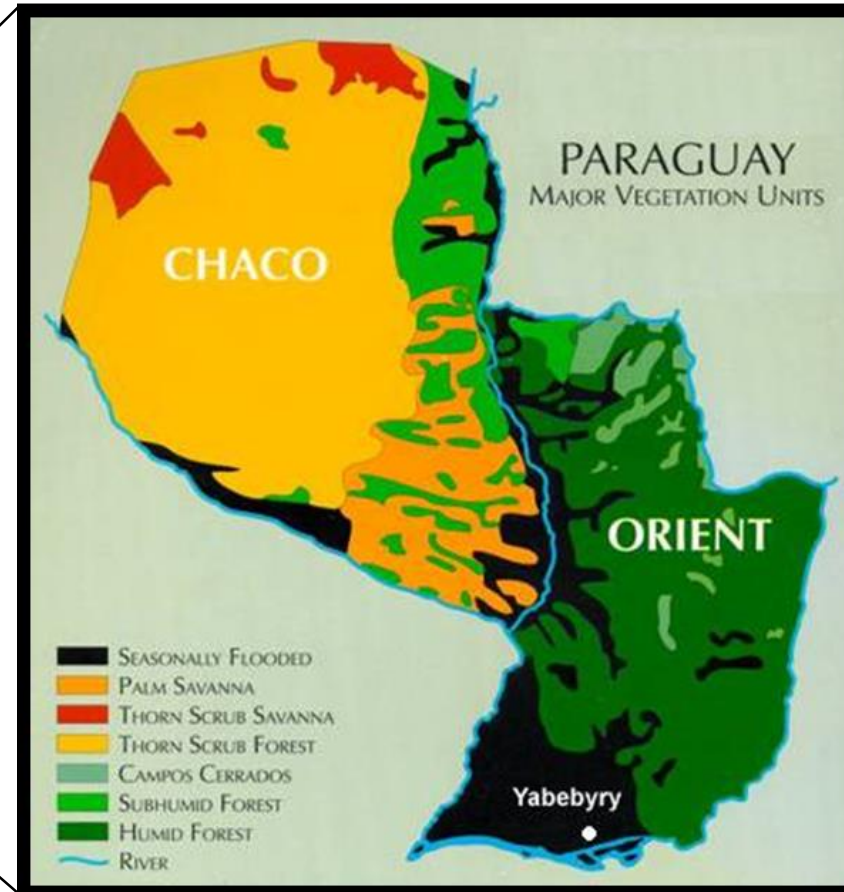 PARAGUAY
MAJOR VEGETATION UNITS
CHACO
ORIENT
SEASONALLY FLOODED
PALM SAVANNA
THORN SCRUB SAVANNA
THORN SCRUB FOREST
CAMPOS CERRADOS
SUBHUMID FOREST
HUMID FOREST
RIVER
Yabebyry